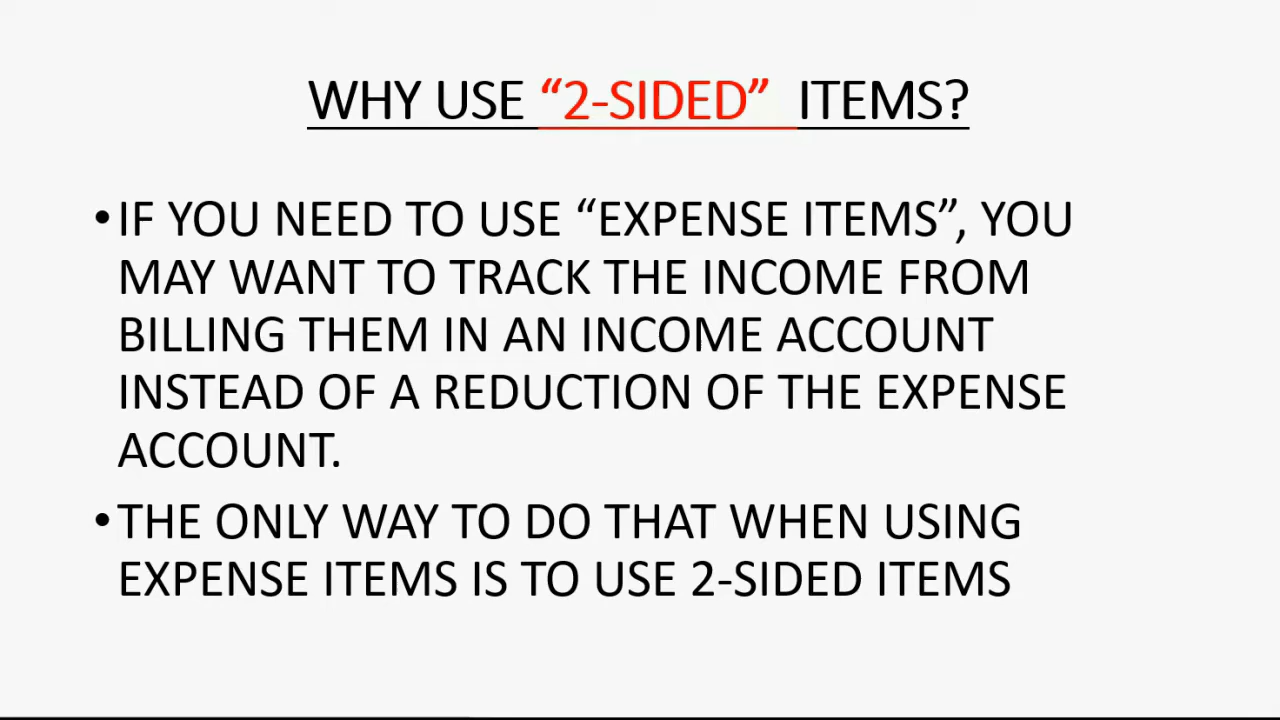 WHY USE “2-SIDED” ITEMS?
•IF YOU NEED TO USE “EXPENSE ITEMS”, YOU
MAY WANT TO TRACK THE INCOME FROM
BILLING THEM IN AN INCOME ACCOUNT
INSTEAD OF A REDUCTION OF THE EXPENSE
ACCOUNT.
•THE ONLY WAY TO DO THAT WHEN USING
EXPENSE ITEMS IS TO USE 2-SIDED ITEMS